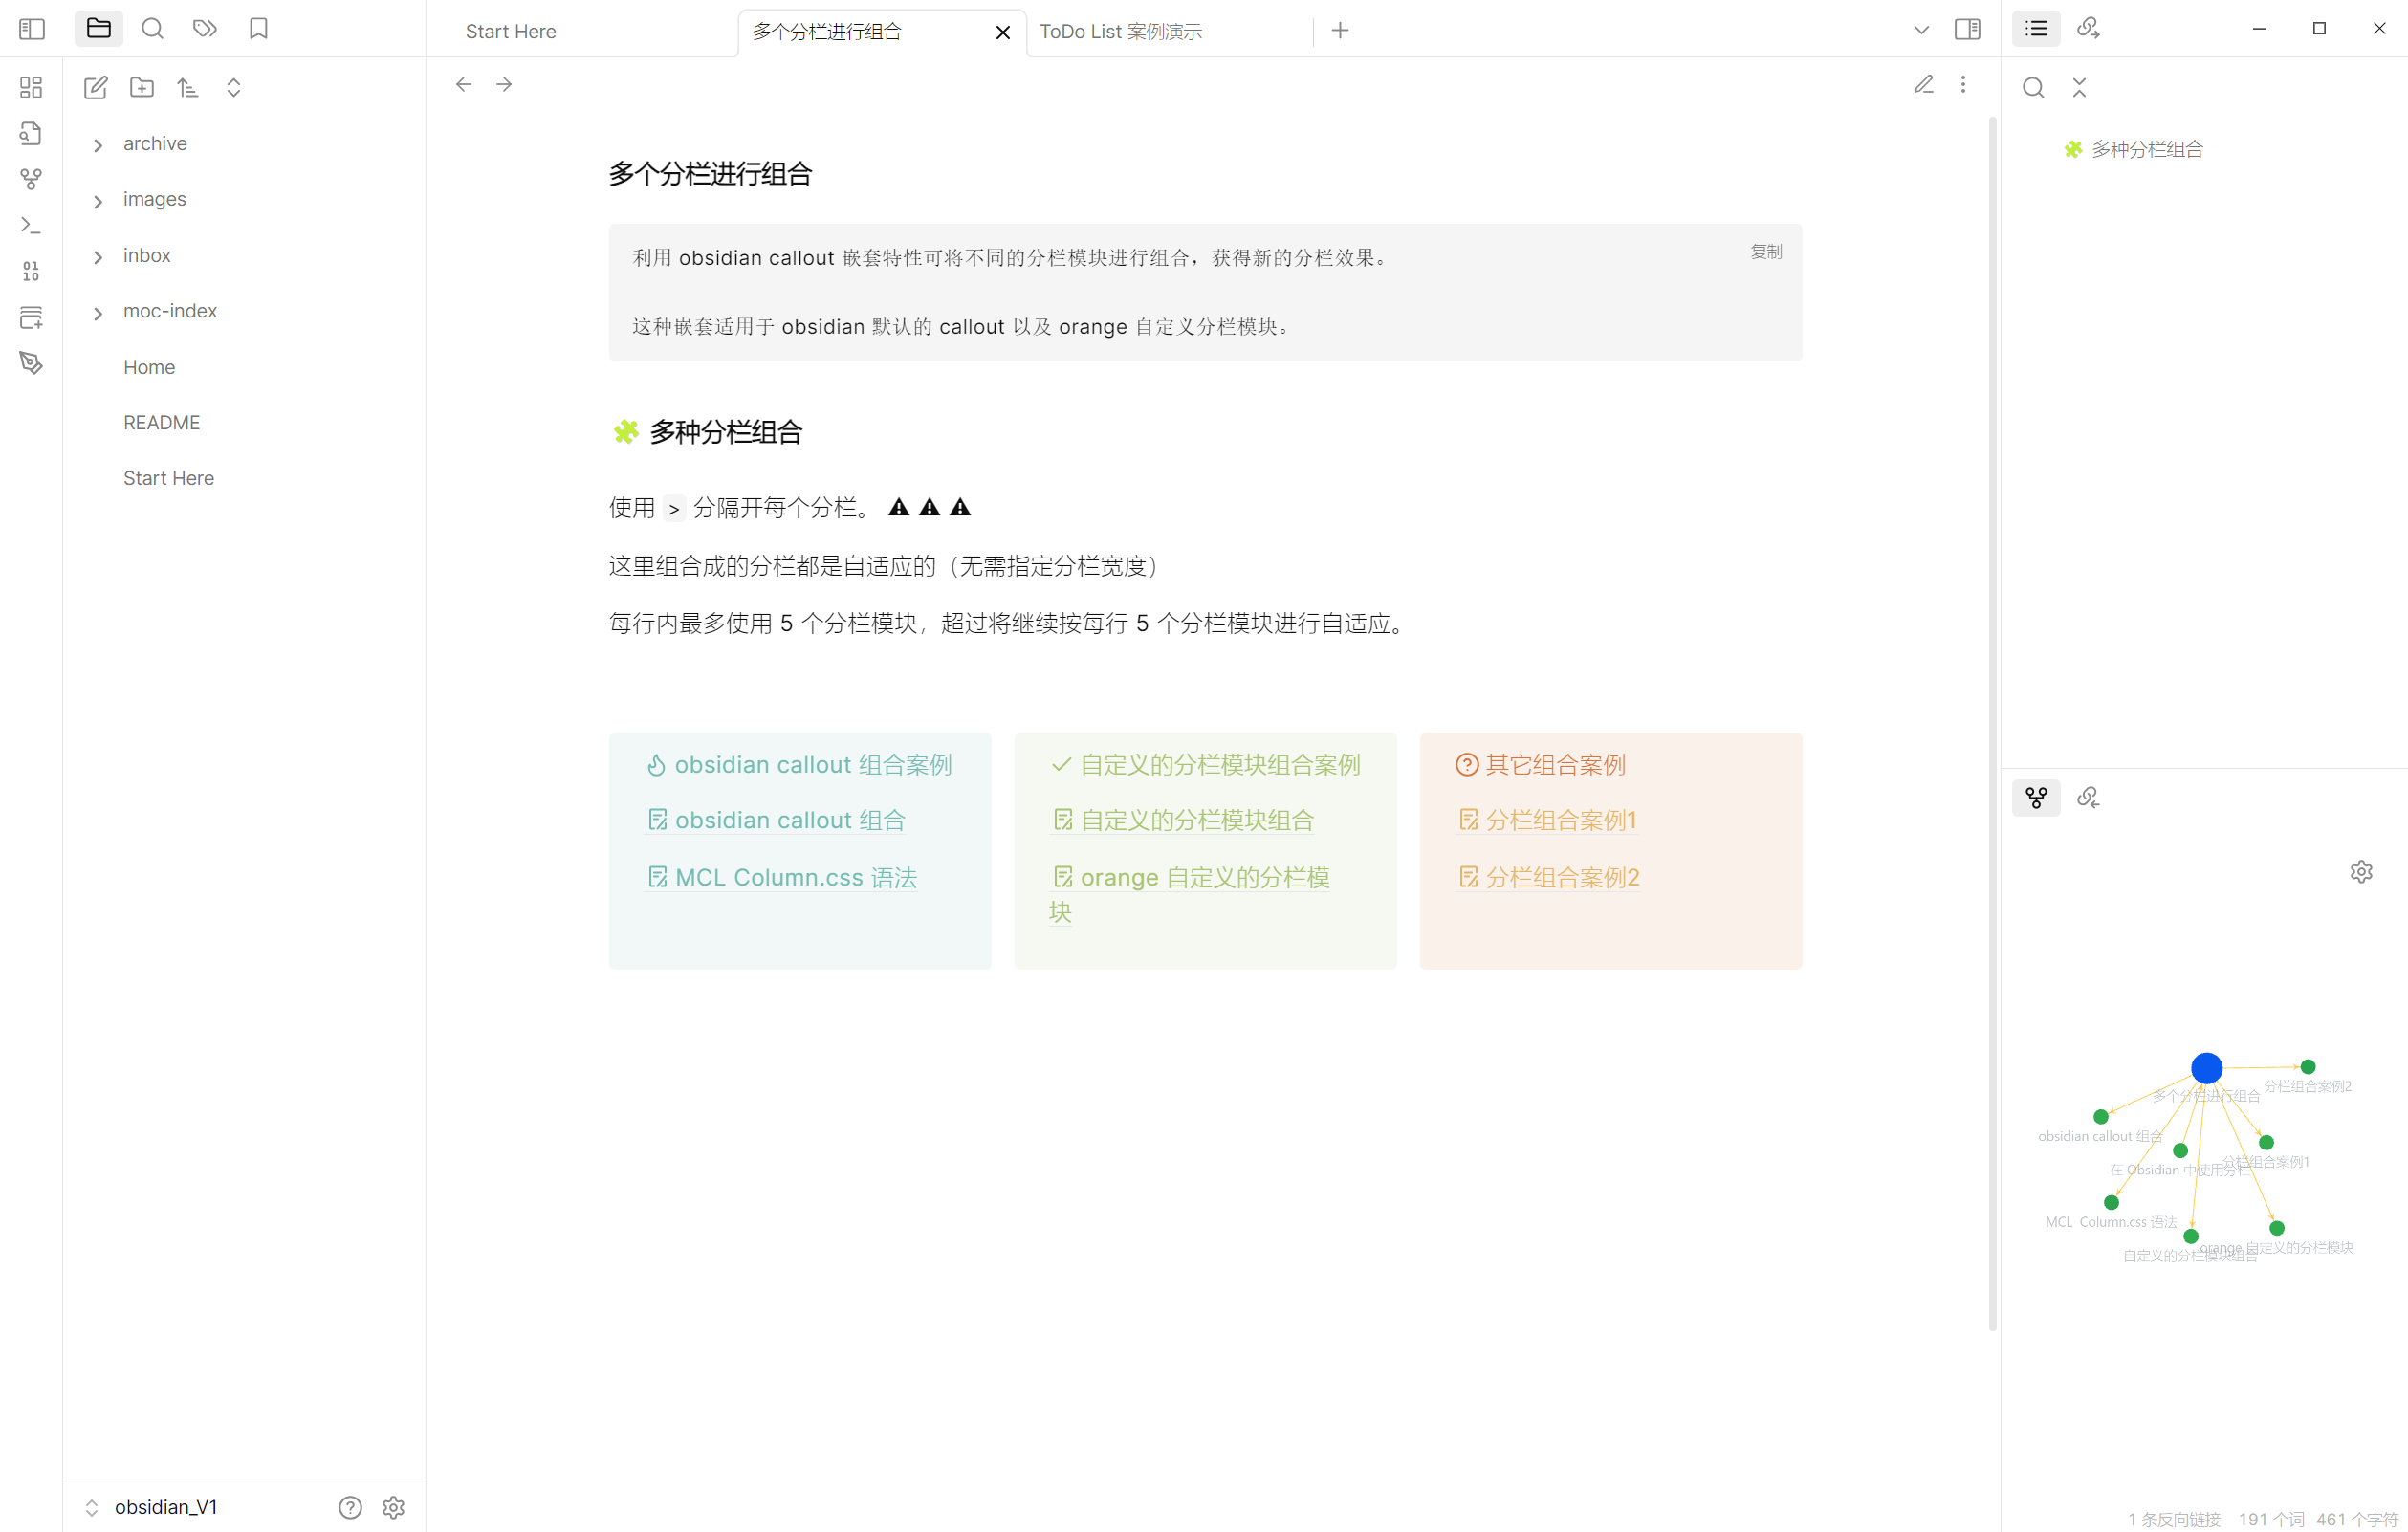 Start Here
多个分栏进行组合
ToDo List 案例演示
archive
images
inbox
moc-index
Home
README
Start Here
obsidian_V1
多个分栏进行组合
利用 obsidian callout 嵌套特性可将不同的分栏模块进行组合，获得新的分栏效果。
复制
这种嵌套适用于 obsidian 默认的 callout 以及 orange 自定义分栏模块。
多种分栏组合
使用 > 分隔开每个分栏。
这里组合成的分栏都是自适应的（无需指定分栏宽度）
每行内最多使用 5 个分栏模块，超过将继续按每行 5 个分栏模块进行自适应。
obsidian callout 组合案例
obsidian callout 组合
MCL Column.css 语法
自定义的分栏模块组合案例
自定义的分栏模块组合
orange 自定义的分栏模
块
其它组合案例
分栏组合案例1
分栏组合案例2
多种分栏组合
多个分栏进行组合
分栏组合案例2
obsidian callout 组合
分栏组合案例1
在 Obsidian 中使用分栏
MCL Column.css 语法
orange 自定义的分栏模块
自定义的分栏模块组合
1 条反向链接 191 个词 461 个字符